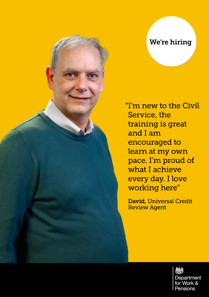 We're hiring
"I'm new to the Civil
Service, the
training is great
and I am
encouraged to
learn at my own
pace. I'm proud of
what I achieve
every day. I love
working here"
David, Universal Credit
Review Agent
Department
for Work &
Pensions